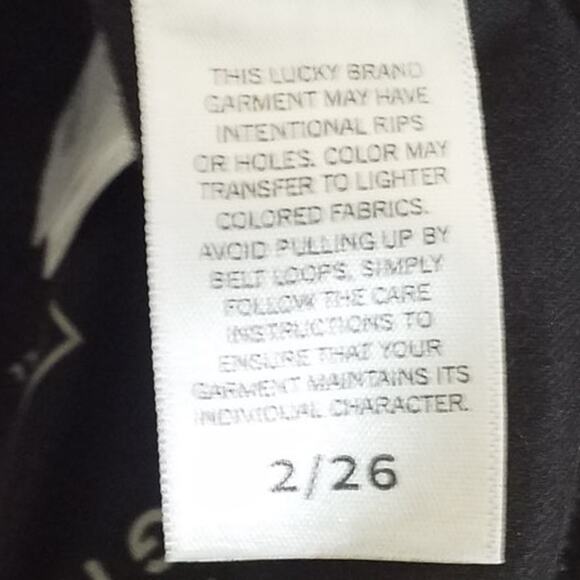 THIS LUCKY BRAND
GARMENT MAY HAVE
INTENTIONAL RIPS
OR HOLES. COLOR MAY
TRANSFER TO LIGHTER
COLORED FABRICS.
AVOID PULLING UP BY
BELT LOOPS. SIMPLY
FOLLOW THE CARE
INSTRUCTIONS TO
ENSURE THAT YOUR
GARMENT MAINTAINS ITS
INDIVIDUAL CHARACTER.
2/26